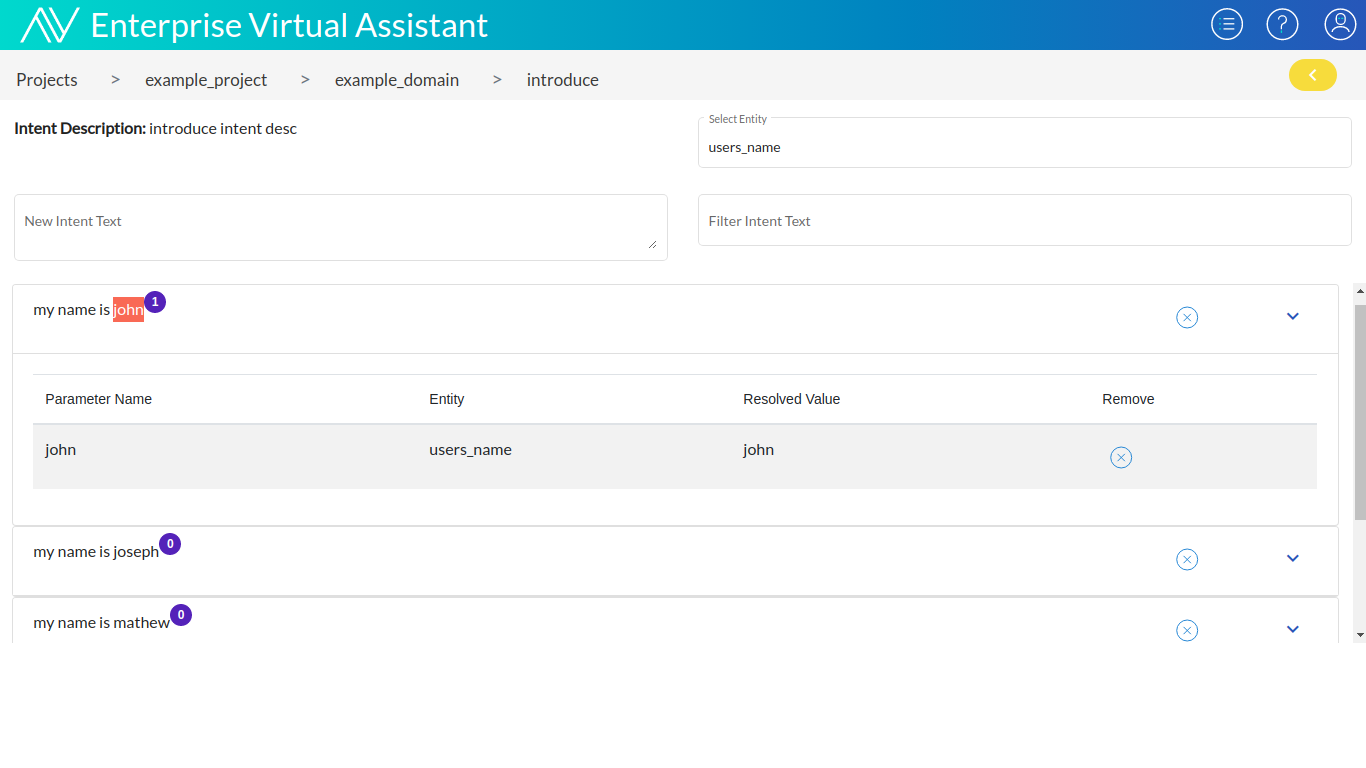 Enterprise Virtual Assistant
Projects > example_project > example_domain > introduce
Intent Description: introduce intent desc
Select Entity
users_name
New Intent Text
Filter Intent Text
my name is john 1
Parameter Name Entity Resolved Value Remove
john users_name john
my name is joseph 0
my name is mathew 0